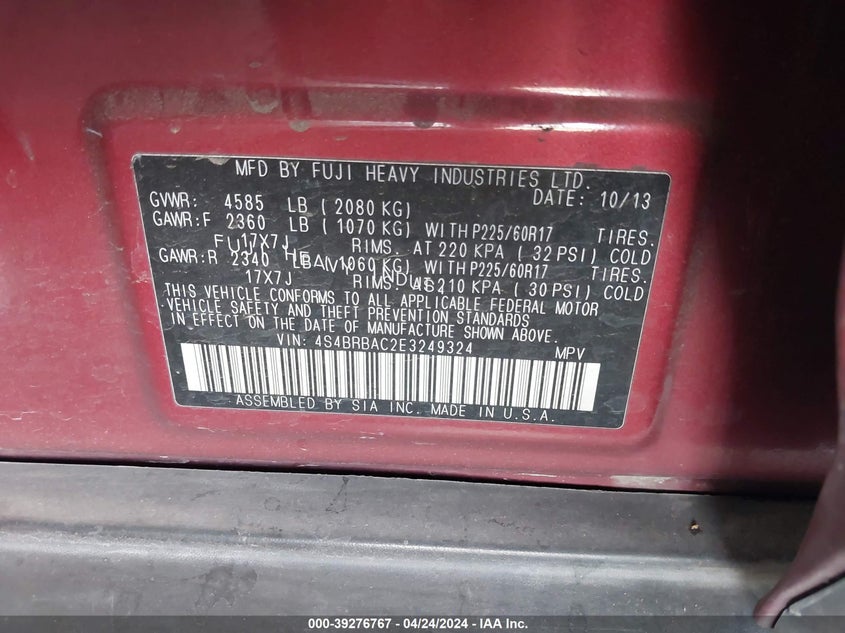 MFD BY FUJI HEAVY INDUSTRIES LTD.
GVWR: 4585 LB ( 2080 KG) DATE: 10/13
GAWR:F 2360 LB ( 1070 KG) WITH P225/60R17 TIRES.
17X7J RIMS. AT 220 KPA ( 32 PSI) COLD
GAWR:R 2340 LB ( 1060 KG) WITH P225/60R17 TIRES.
17X7J RIMS. AT 210 KPA ( 30 PSI) COLD
THIS VEHICLE CONFORMS TO ALL APPLICABLE FEDERAL MOTOR
VEHICLE SAFETY AND THEFT PREVENTION STANDARDS
IN EFFECT ON THE DATE OF MANUFACTURE SHOWN ABOVE.
VIN: 4S4BRBAC2E3249324 MPV
ASSEMBLED BY SIA INC. MADE IN U.S.A.
000-39276767 - 04/24/2024 - IAA Inc.